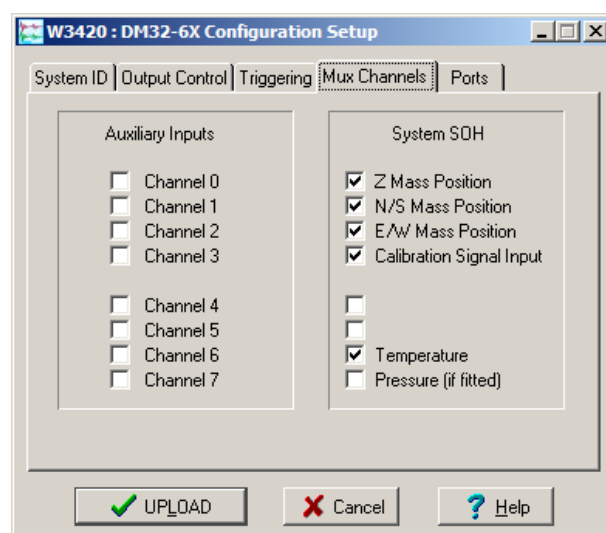 W3420 : DM32-6X Configuration Setup
System ID Output Control Triggering Mux Channels Ports
Auxiliary Inputs
Channel 0
Channel 1
Channel 2
Channel 3
Channel 4
Channel 5
Channel 6
Channel 7
System SOH
Z Mass Position
N/S Mass Position
E/W Mass Position
Calibration Signal Input
Temperature
Pressure (if fitted)
UPLOAD Cancel ? Help